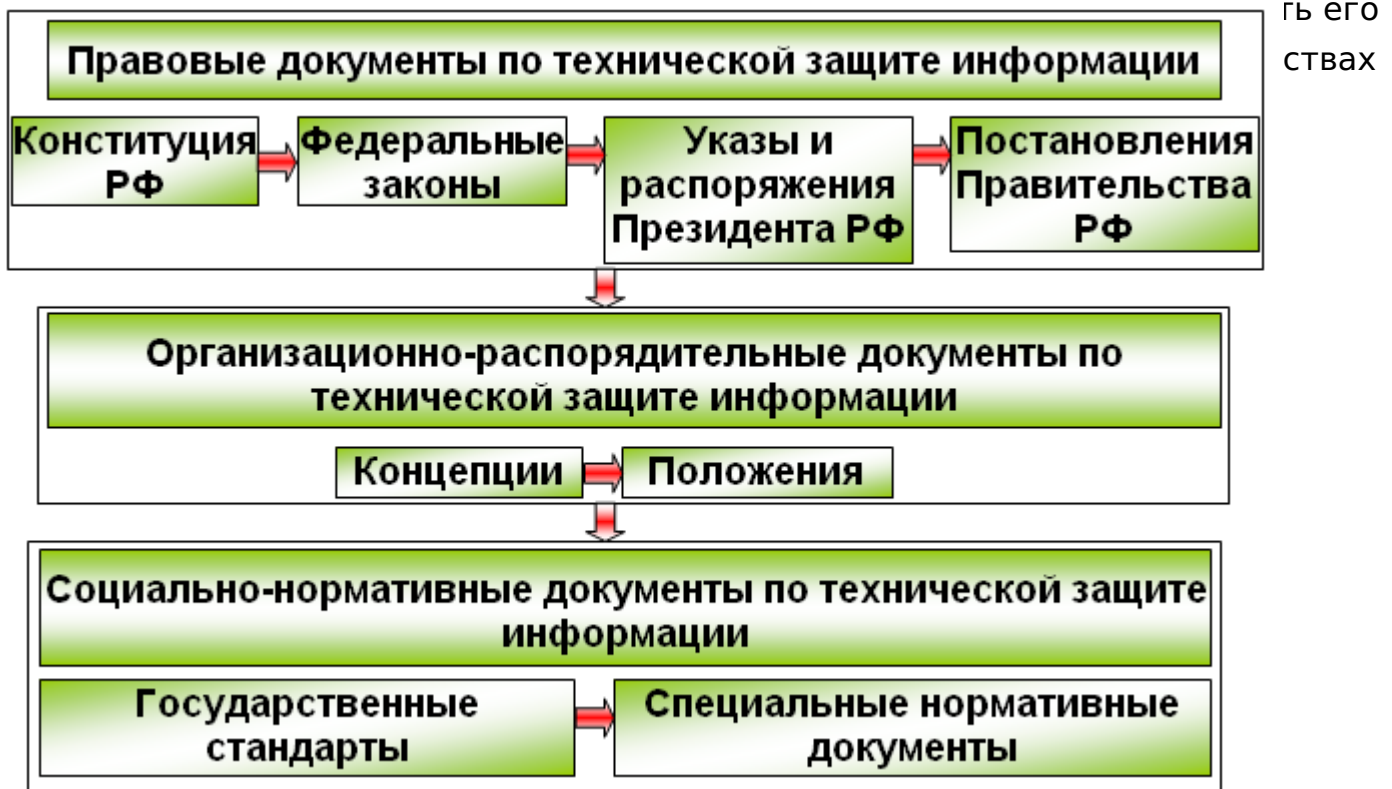 ть его
ствах
Правовые документы по технической защите информации
Конституция
РФ
Федеральные
законы
Указы и
распоряжения
Президента РФ
Постановления
Правительства
РФ
Организационно-распорядительные документы по
технической защите информации
Концепции
Положения
Социально-нормативные документы по технической защите
информации
Государственные
стандарты
Специальные нормативные
документы